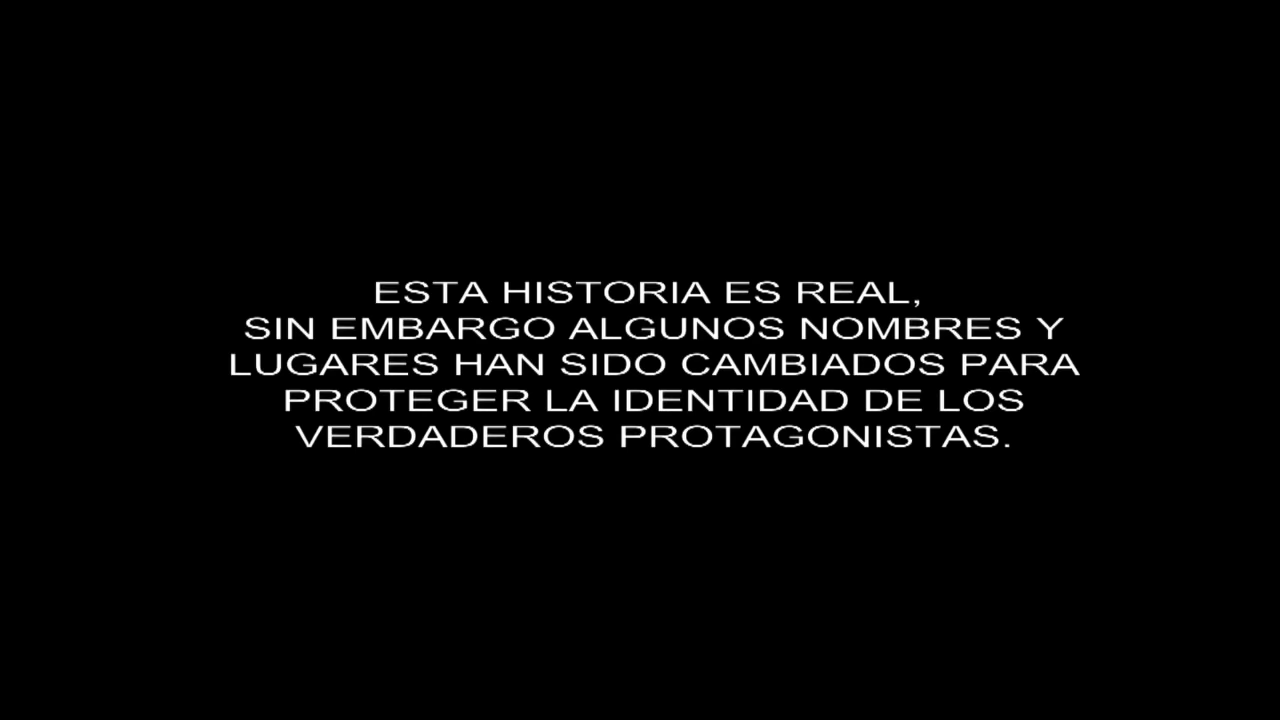 ESTA HISTORIA ES REAL,
SIN EMBARGO ALGUNOS NOMBRES Y
LUGARES HAN SIDO CAMBIADOS PARA
PROTEGER LA IDENTIDAD DE LOS
VERDADEROS PROTAGONISTAS.